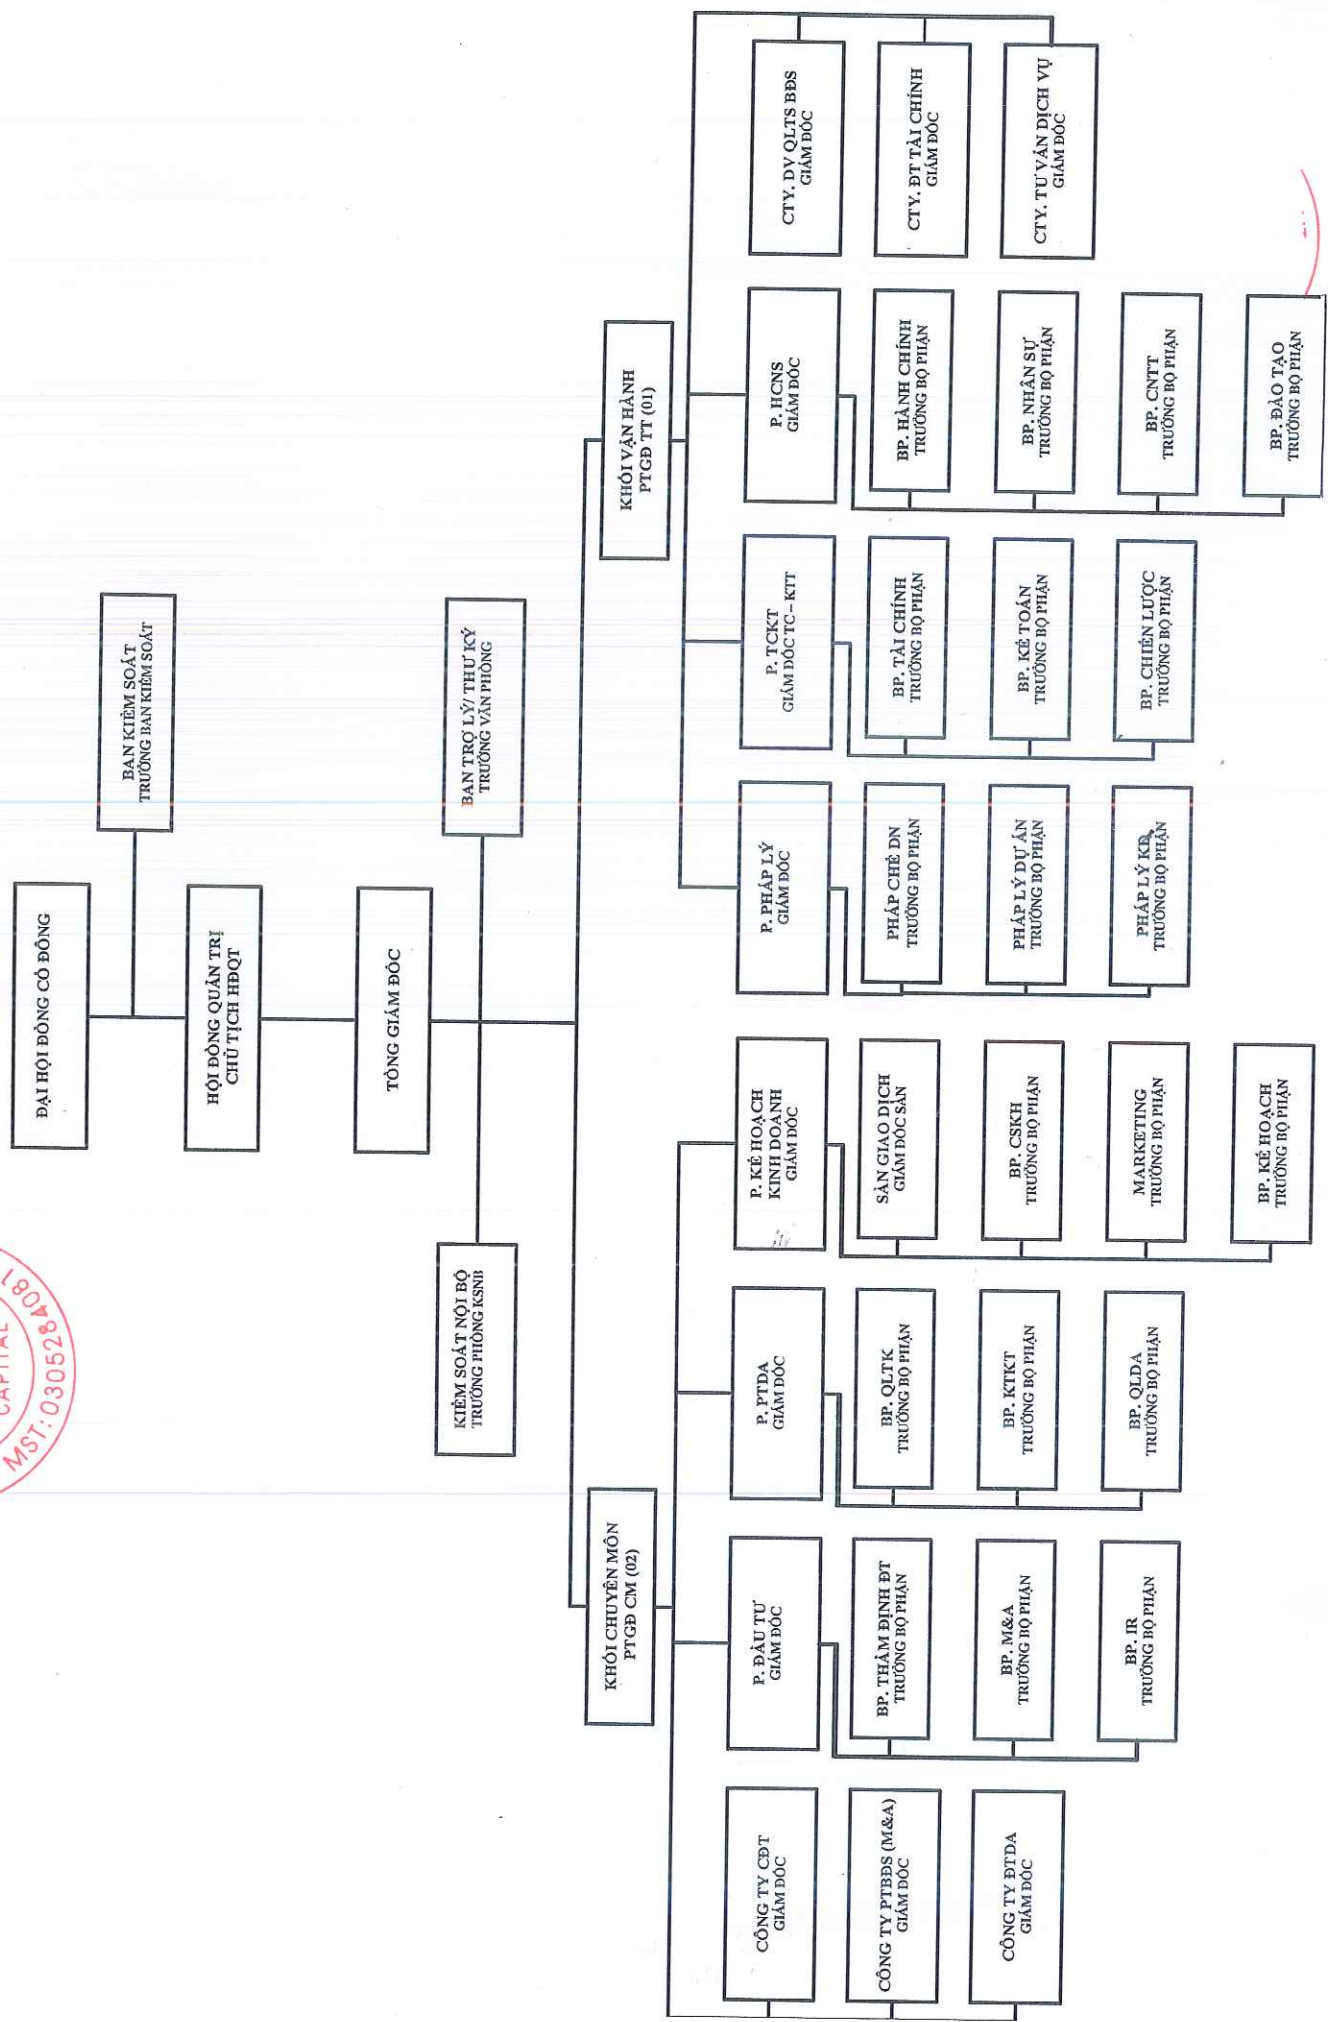 ĐẠI HỘI ĐỒNG CỔ ĐÔNG
BAN KIỂM SOÁT
TRƯỞNG BAN KIỂM SOÁT
HỘI ĐỒNG QUẢN TRỊ
CHỦ TỊCH HĐQT
TỔNG GIÁM ĐỐC
KIỂM SOÁT NỘI BỘ
TRƯỞNG PHÒNG KSNB
BAN TRỢ LÝ/ THƯ KÝ
TRƯỞNG VĂN PHÒNG
KHỐI CHUYÊN MÔN
PTGĐ CM (02)
KHỐI VẬN HÀNH
PTGĐ TT (01)
CÔNG TY CĐT
GIÁM ĐỐC
CÔNG TY PTBĐS (M&A)
GIÁM ĐỐC
CÔNG TY ĐTDA
GIÁM ĐỐC
P. ĐẦU TƯ
GIÁM ĐỐC
BP. THẨM ĐỊNH ĐT
TRƯỞNG BỘ PHẬN
BP. M&A
TRƯỞNG BỘ PHẬN
BP. IR
TRƯỞNG BỘ PHẬN
P. PTDA
GIÁM ĐỐC
BP. QLTK
TRƯỞNG BỘ PHẬN
BP. KTKT
TRƯỞNG BỘ PHẬN
BP. QLDA
TRƯỞNG BỘ PHẬN
P. KẾ HOẠCH
KINH DOANH
GIÁM ĐỐC
SÀN GIAO DỊCH
GIÁM ĐỐC SÀN
BP. CSKH
TRƯỞNG BỘ PHẬN
MARKETING
TRƯỞNG BỘ PHẬN
BP. KẾ HOẠCH
TRƯỞNG BỘ PHẬN
P. PHÁP LÝ
GIÁM ĐỐC
PHÁP CHẾ DN
TRƯỞNG BỘ PHẬN
PHÁP LÝ DỰ ÁN
TRƯỞNG BỘ PHẬN
PHÁP LÝ KD
TRƯỞNG BỘ PHẬN
P. TCKT
GIÁM ĐỐC TC – KTT
BP. TÀI CHÍNH
TRƯỞNG BỘ PHẬN
BP. KẾ TOÁN
TRƯỞNG BỘ PHẬN
BP. CHIẾN LƯỢC
TRƯỞNG BỘ PHẬN
P. HCNS
GIÁM ĐỐC
BP. HÀNH CHÍNH
TRƯỞNG BỘ PHẬN
BP. NHÂN SỰ
TRƯỞNG BỘ PHẬN
BP. CNTT
TRƯỞNG BỘ PHẬN
BP. ĐÀO TẠO
TRƯỞNG BỘ PHẬN
CTY. DV QLTS BĐS
GIÁM ĐỐC
CTY. ĐT TÀI CHÍNH
GIÁM ĐỐC
CTY. TƯ VẤN DỊCH VỤ
GIÁM ĐỐC
CAPITAL
MST: 0305284081